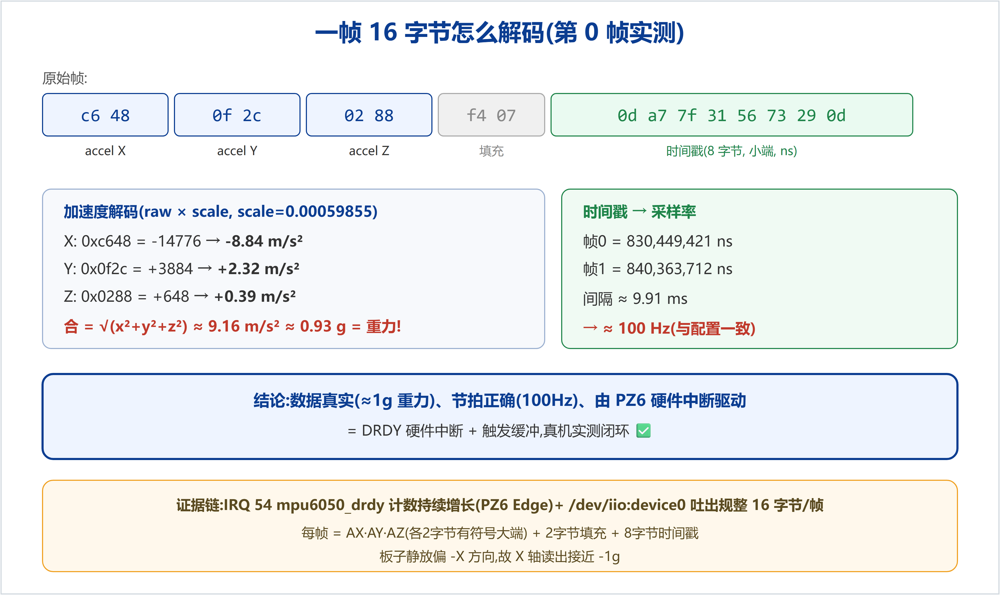 一帧 16 字节怎么解码(第 0 帧实测)
原始帧:
c6 48
0f 2c
02 88
f4 07
0d a7 7f 31 56 73 29 0d
accel X
accel Y
accel Z
填充
时间戳(8 字节, 小端, ns)
加速度解码(raw × scale, scale=0.00059855)
X: 0xc648 = -14776 → -8.84 m/s²
Y: 0x0f2c = +3884 → +2.32 m/s²
Z: 0x0288 = +648 → +0.39 m/s²
合 = √(x²+y²+z²) ≈ 9.16 m/s² ≈ 0.93 g = 重力!
时间戳 → 采样率
帧0 = 830,449,421 ns
帧1 = 840,363,712 ns
间隔 ≈ 9.91 ms
→ ≈ 100 Hz(与配置一致)
结论:数据真实(≈1g 重力)、节拍正确(100Hz)、由 PZ6 硬件中断驱动
= DRDY 硬件中断 + 触发缓冲,真机实测闭环 ✅
证据链:IRQ 54 mpu6050_drdy 计数持续增长(PZ6 Edge)+ /dev/iio:device0 吐出规整 16 字节/帧
每帧 = AX·AY·AZ(各2字节有符号大端) + 2字节填充 + 8字节时间戳
板子静放偏 -X 方向,故 X 轴读出接近 -1g